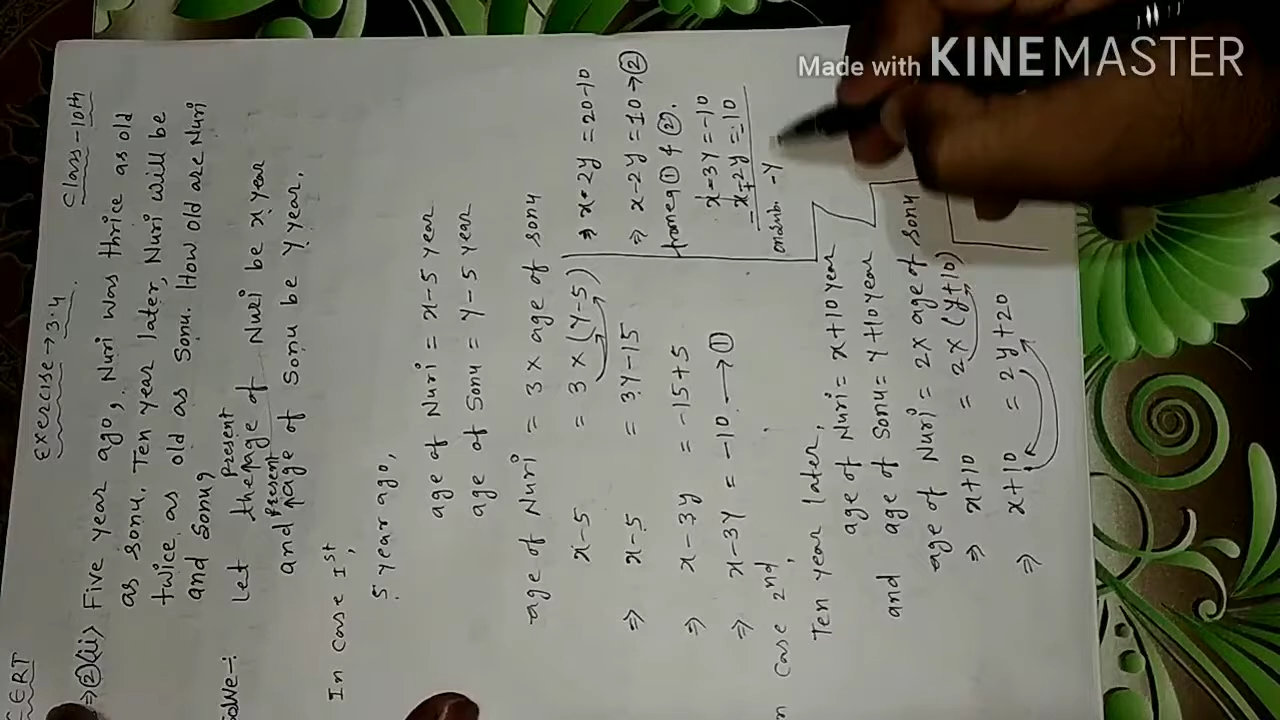 Made with KINEMASTER
Exercise → 3.4. Class - 10th
⇒ ②(ii) Five year ago, Nuri was thrice as old
as sonu. Ten year later, Nuri will be
twice as old as Sonu. How old are Nuri
and Sonu?
Solve -: Let the present age of Nuri be x year
and present age of Sonu be y year.
In case 1st,
5 year ago,
age of Nuri = x - 5 year
age of Sonu = y - 5 year
age of Nuri = 3 × age of sonu
x - 5 = 3 × (y - 5)
⇒ x - 5 = 3y - 15
⇒ x - 3y = -15 + 5
⇒ x - 3y = -10 → ①
In case 2nd,
Ten year later,
age of Nuri = x + 10 year
and age of Sonu = y + 10 year
age of Nuri = 2 × age of sonu
⇒ x + 10 = 2 × (y + 10)
⇒ x + 10 = 2y + 20
⇒ x - 2y = 20 - 10
⇒ x - 2y = 10 → ②
from eq ① & ②.
x - 3y = -10
x - 2y = 10
- + -
- y